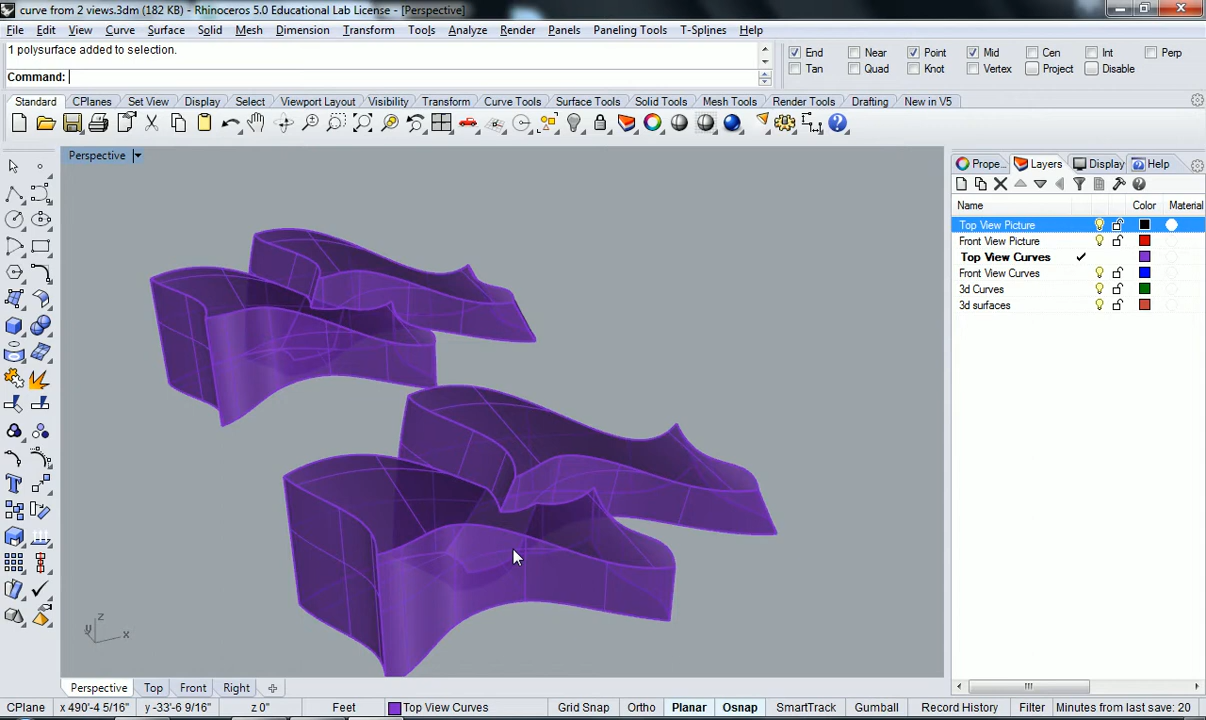 curve from 2 views.3dm (182 KB) - Rhinoceros 5.0 Educational Lab License - [Perspective]
File Edit View Curve Surface Solid Mesh Dimension Transform Tools Analyze Render Panels Paneling Tools T-Splines Help
1 polysurface added to selection.
Command:
End Near Point Mid Cen Int Perp
Tan Quad Knot Vertex Project Disable
Standard CPlanes Set View Display Select Viewport Layout Visibility Transform Curve Tools Surface Tools Solid Tools Mesh Tools Render Tools Drafting New in V5
Perspective
Prope... Layers Display Help
Name Color Material
Top View Picture
Front View Picture
Top View Curves
Front View Curves
3d Curves
3d surfaces
z
y x
Perspective Top Front Right
CPlane x 490'-4 5/16" y -33'-6 9/16" z 0" Feet Top View Curves Grid Snap Ortho Planar Osnap SmartTrack Gumball Record History Filter Minutes from last save: 20